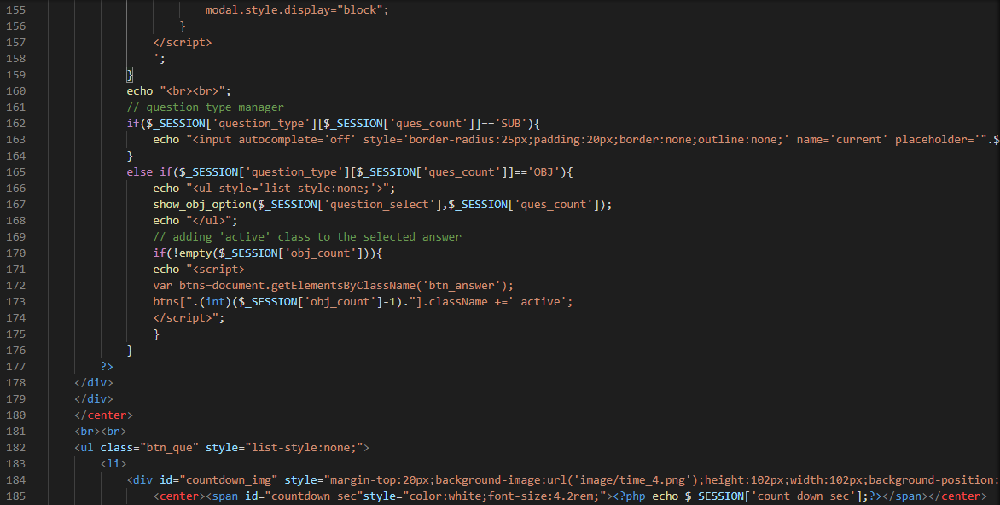 155 modal.style.display="block";
156 }
157 </script>
158 ';
159 }
160 echo "<br><br>";
161 // question type manager
162 if($_SESSION['question_type'][$_SESSION['ques_count']]=='SUB'){
163 echo "<input autocomplete='off' style='border-radius:25px;padding:20px;border:none;outline:none;' name='current' placeholder='".$
164 }
165 else if($_SESSION['question_type'][$_SESSION['ques_count']]=='OBJ'){
166 echo "<ul style='list-style:none;'>";
167 show_obj_option($_SESSION['question_select'],$_SESSION['ques_count']);
168 echo "</ul>";
169 // adding 'active' class to the selected answer
170 if(!empty($_SESSION['obj_count'])){
171 echo "<script>
172 var btns=document.getElementsByClassName('btn_answer');
173 btns[".(int)($_SESSION['obj_count']-1)."].className +=' active';
174 </script>";
175 }
176 }
177 ?>
178 </div>
179 </div>
180 </center>
181 <br><br>
182 <ul class="btn_que" style="list-style:none;">
183 <li>
184 <div id="countdown_img" style="margin-top:20px;background-image:url('image/time_4.png');height:102px;width:102px;background-position:
185 <center><span id="countdown_sec"style="color:white;font-size:4.2rem;"><?php echo $_SESSION['count_down_sec'];?></span></center>